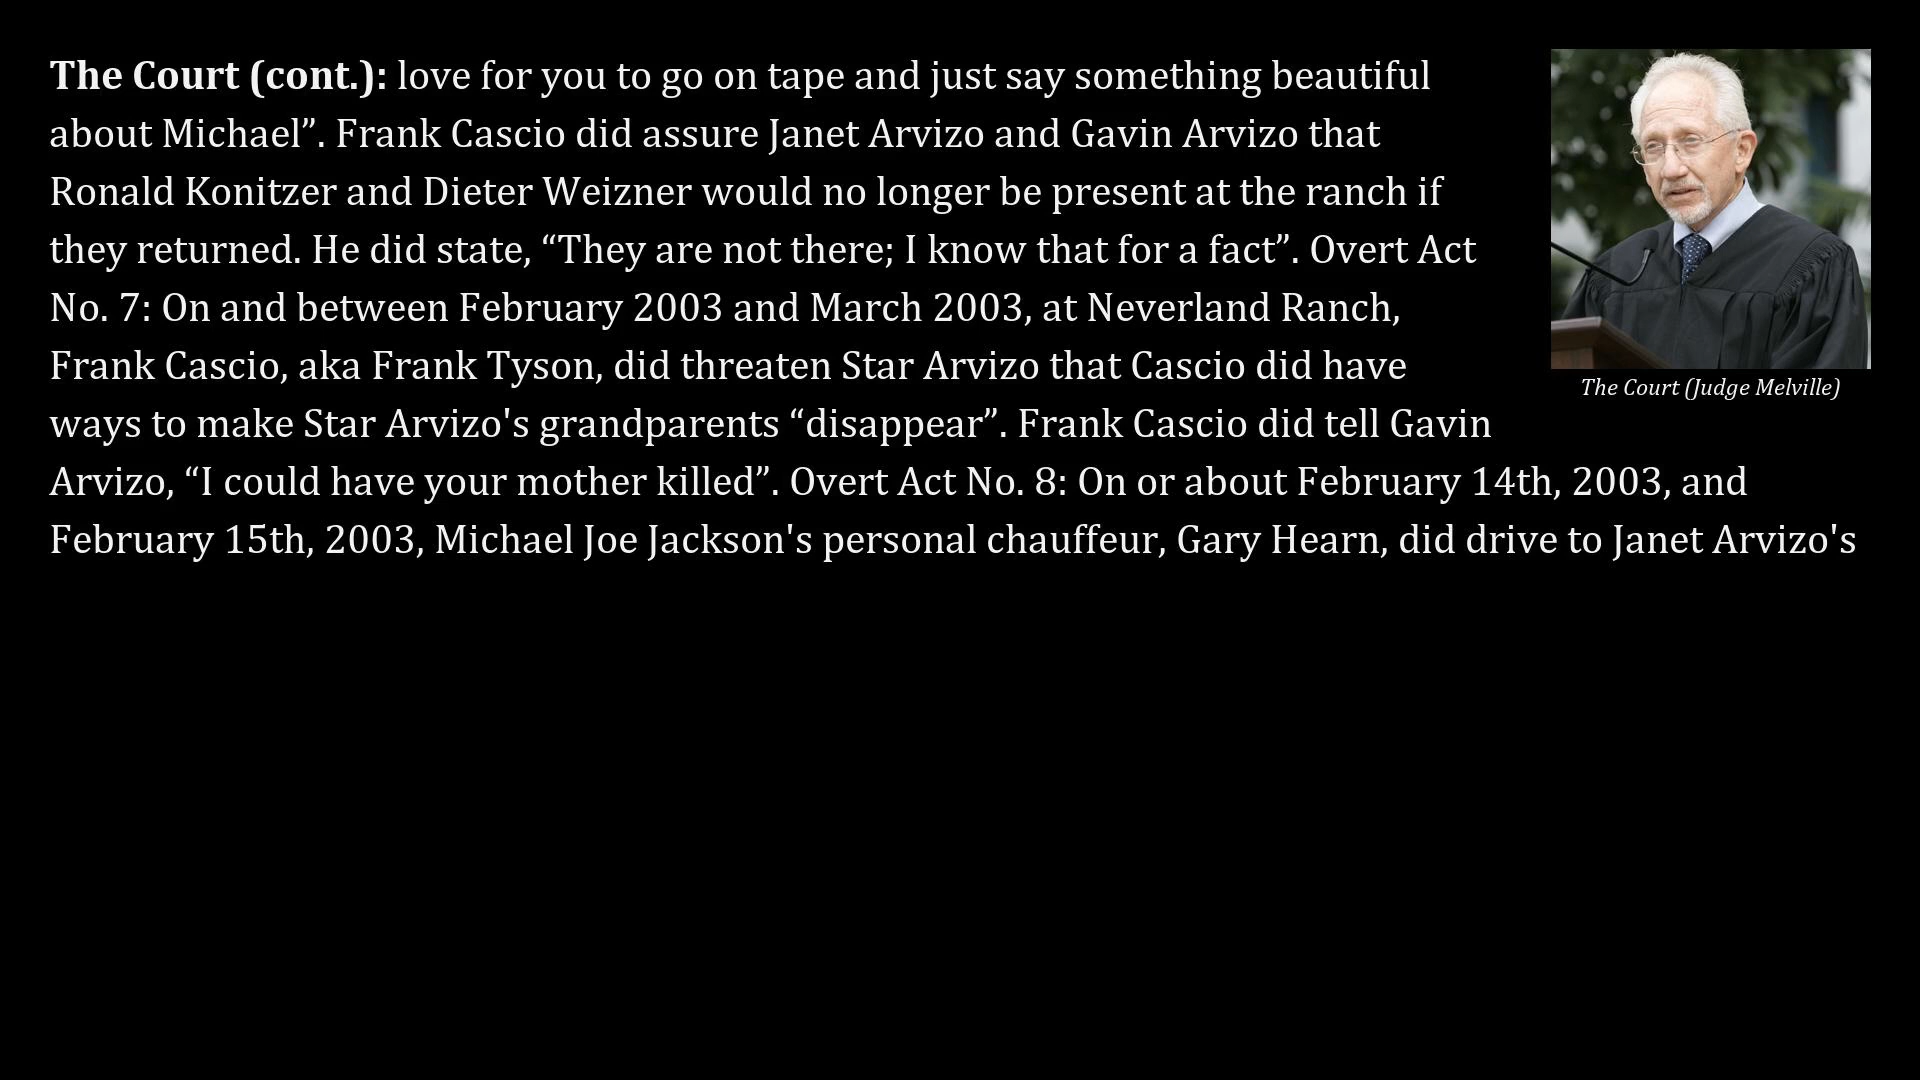 The Court (cont.): love for you to go on tape and just say something beautiful
about Michael”. Frank Cascio did assure Janet Arvizo and Gavin Arvizo that
Ronald Konitzer and Dieter Weizner would no longer be present at the ranch if
they returned. He did state, “They are not there; I know that for a fact”. Overt Act
No. 7: On and between February 2003 and March 2003, at Neverland Ranch,
Frank Cascio, aka Frank Tyson, did threaten Star Arvizo that Cascio did have
ways to make Star Arvizo's grandparents “disappear”. Frank Cascio did tell Gavin
Arvizo, “I could have your mother killed”. Overt Act No. 8: On or about February 14th, 2003, and
February 15th, 2003, Michael Joe Jackson's personal chauffeur, Gary Hearn, did drive to Janet Arvizo's
The Court (Judge Melville)